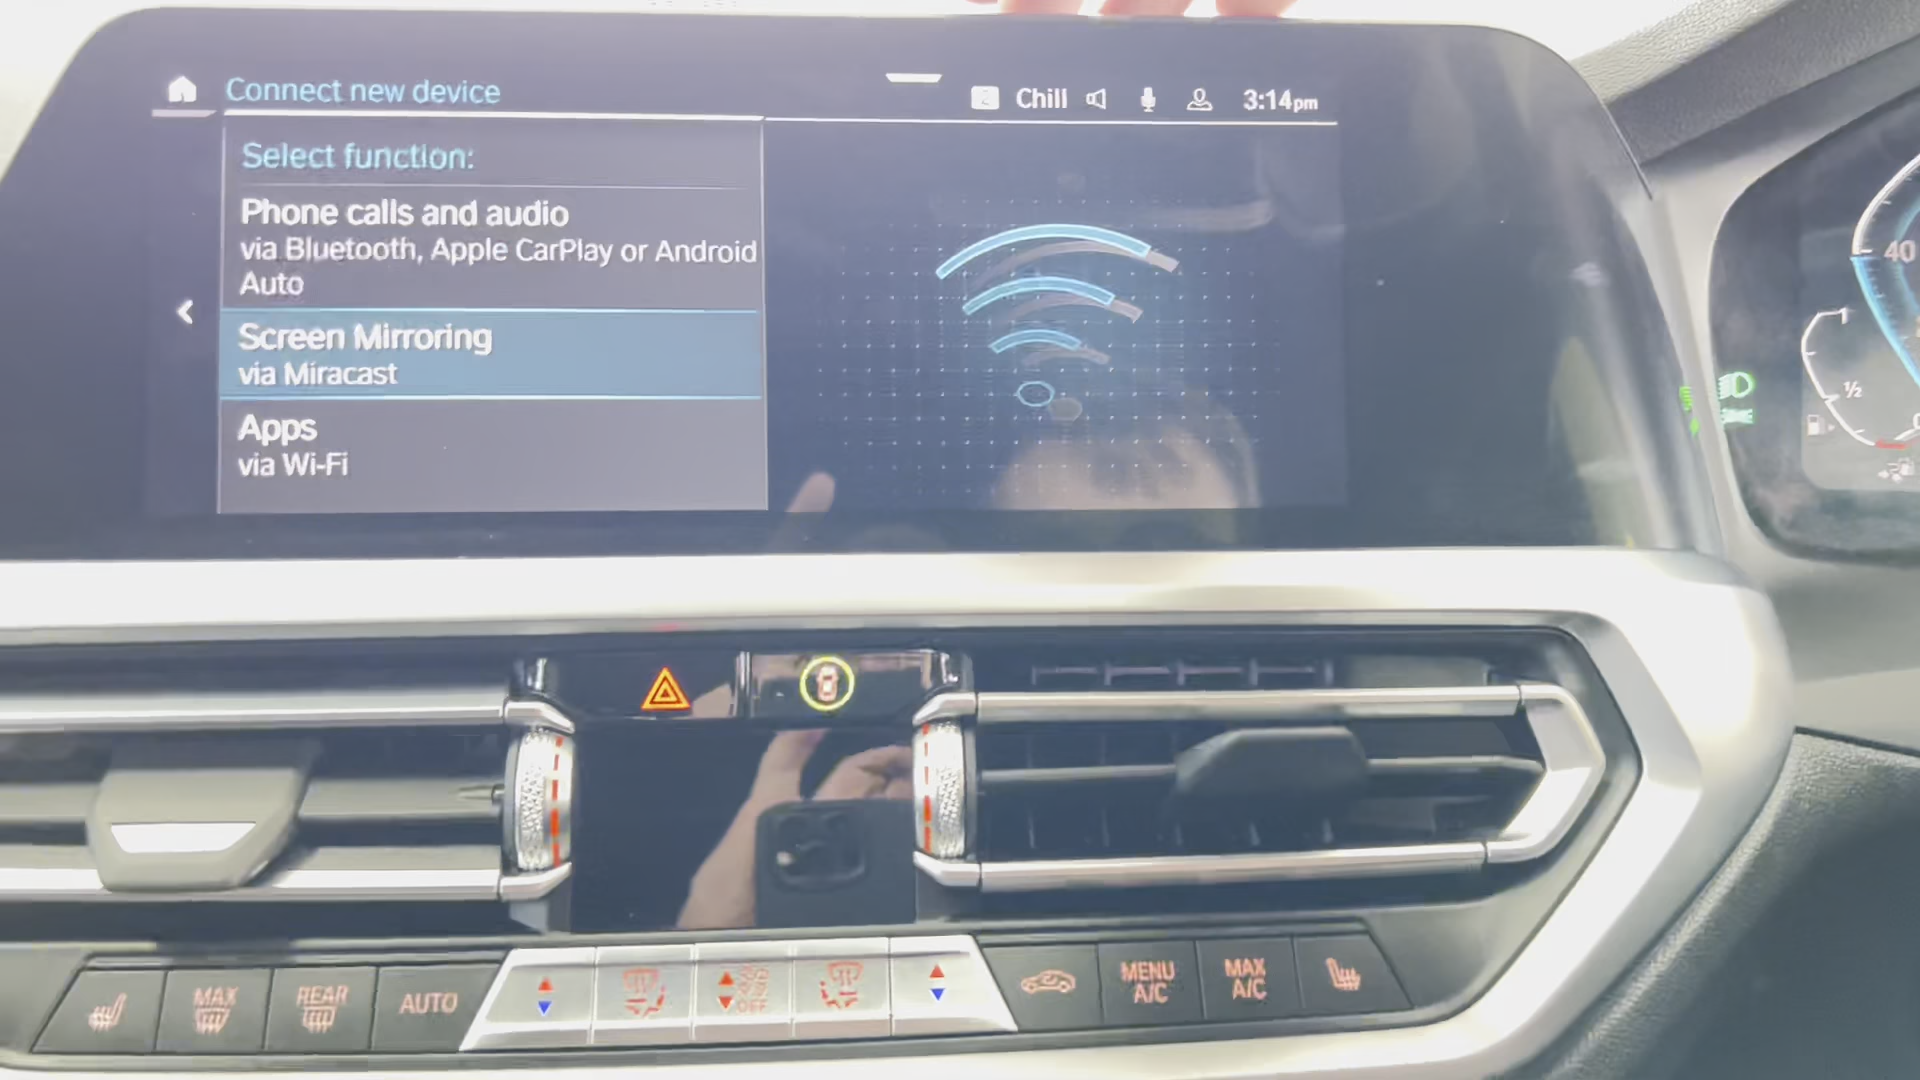 Connect new device
Chill
3:14pm
Select function:
Phone calls and audio
via Bluetooth, Apple CarPlay or Android
Auto
Screen Mirroring
via Miracast
Apps
via Wi-Fi
40
1/2
MAX
REAR
AUTO
MENU
A/C
MAX
A/C